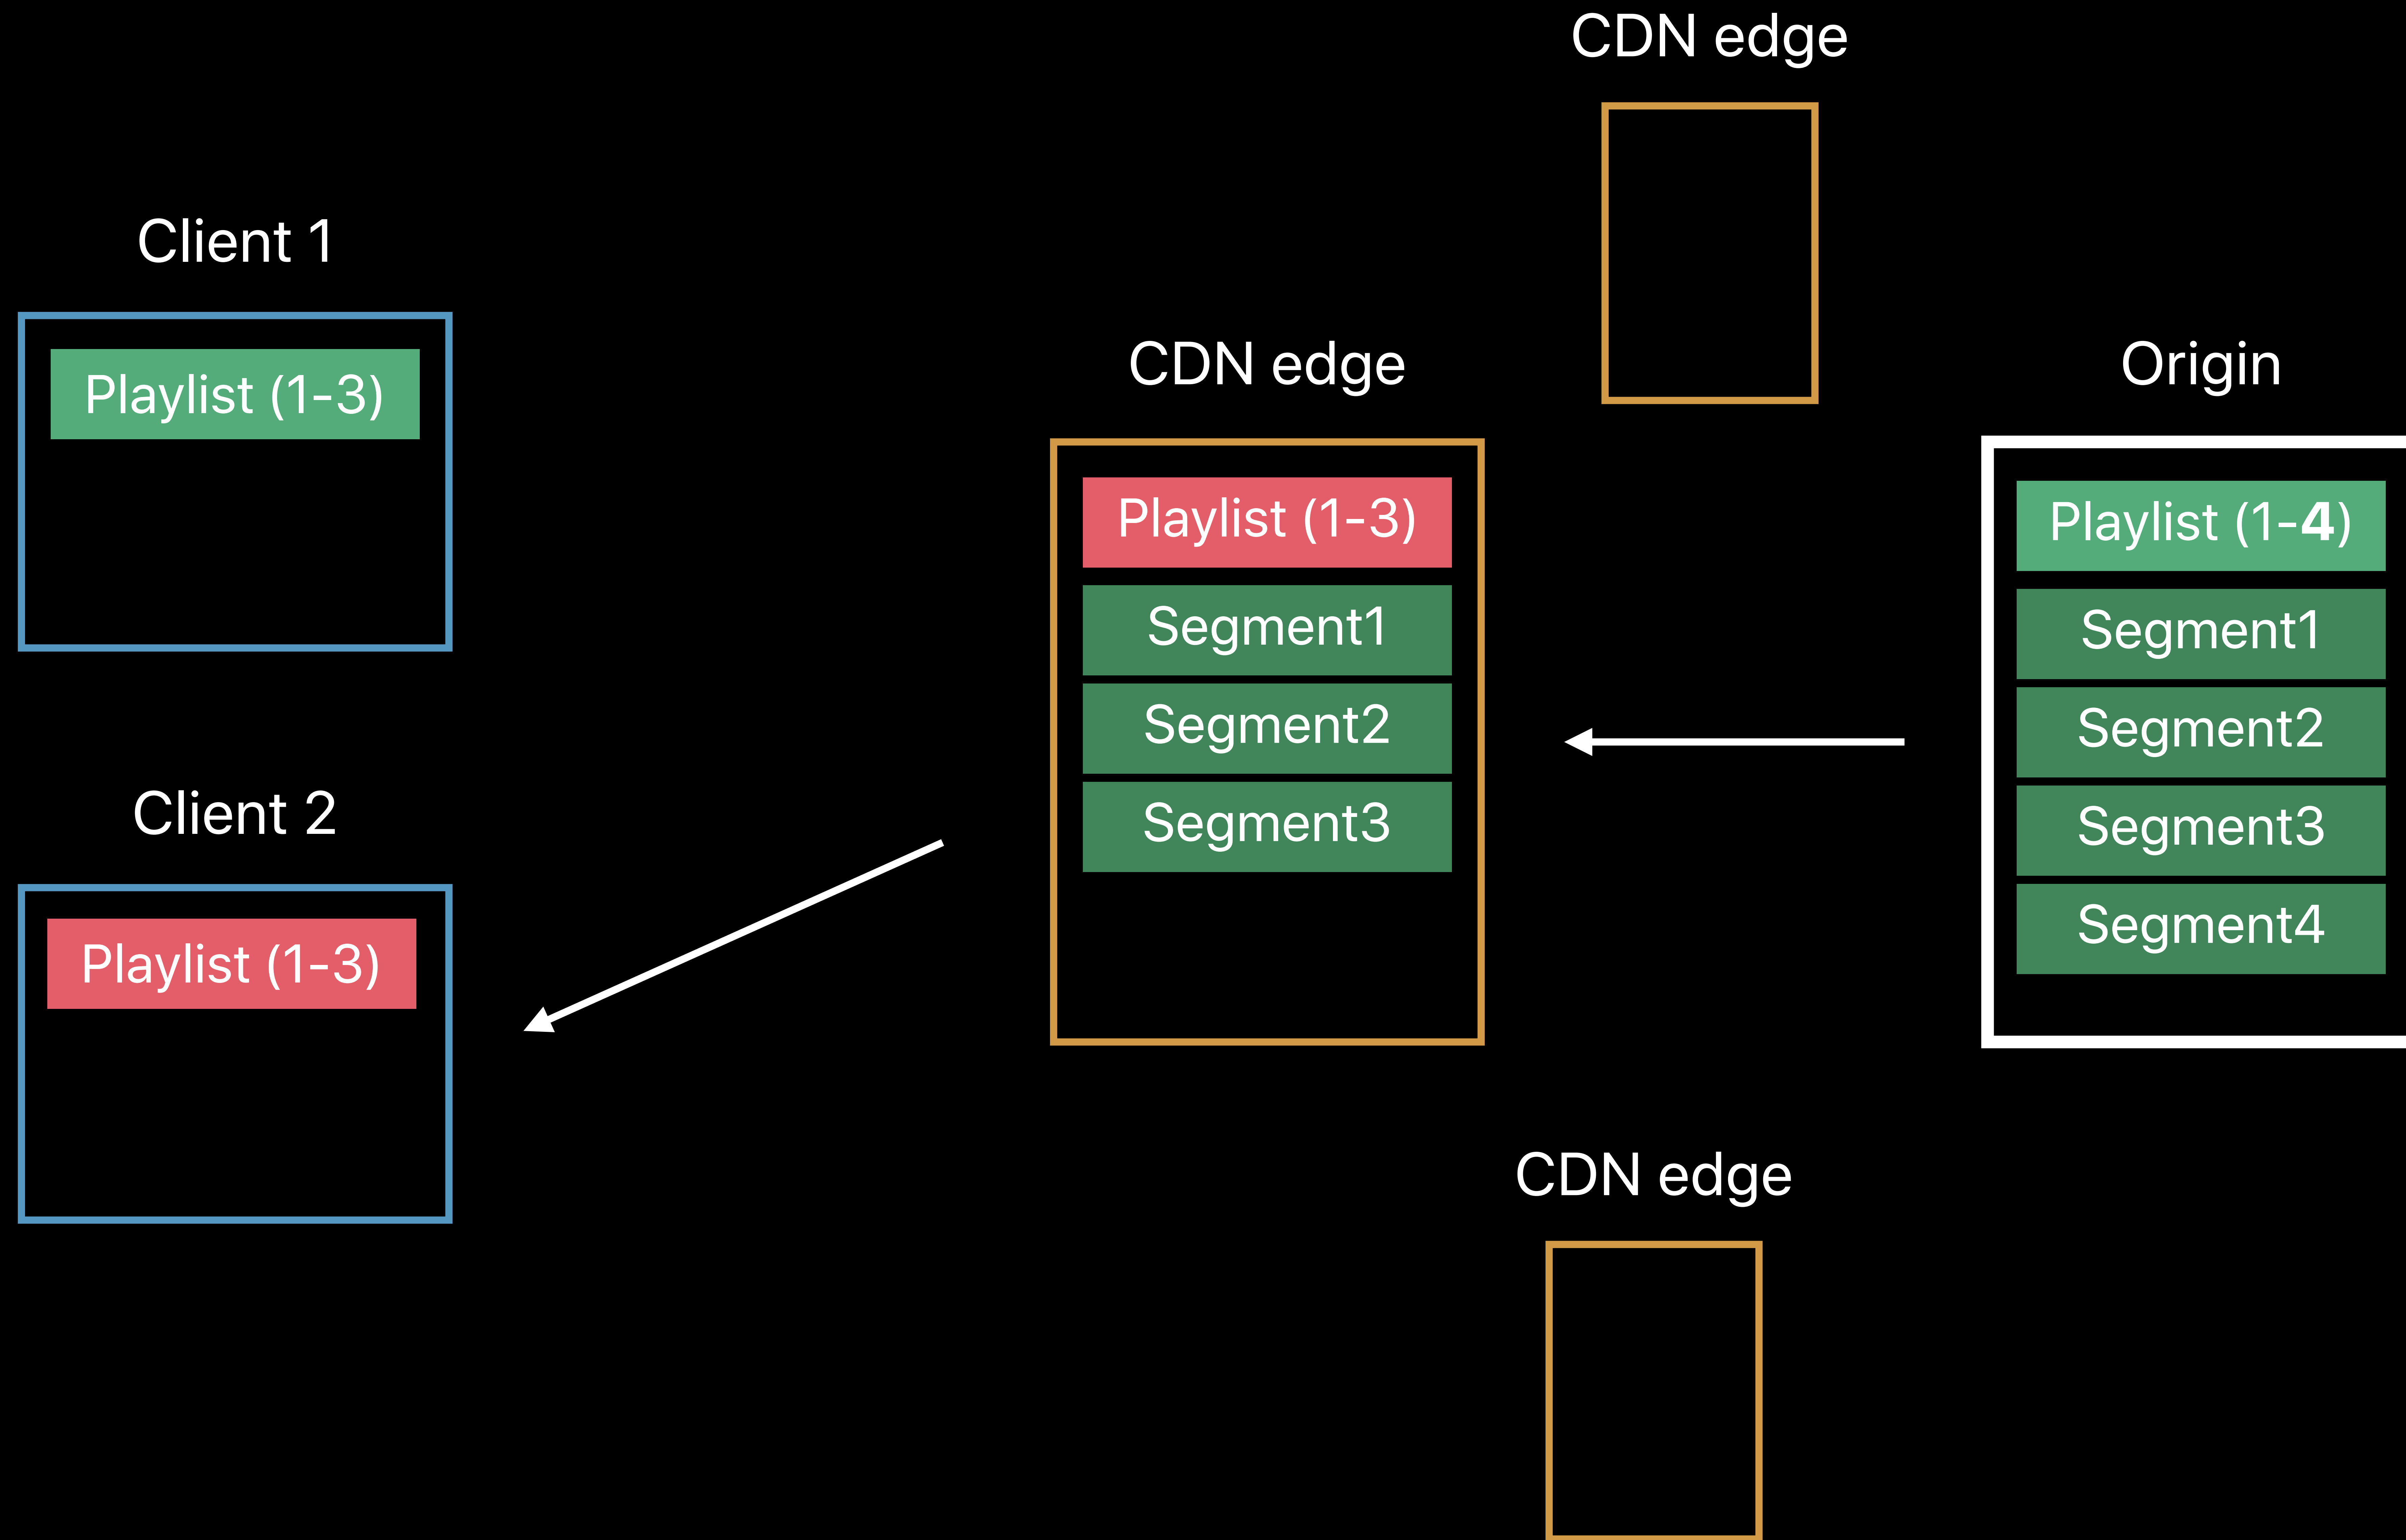 CDN edge
Client 1
Playlist (1-3)
Client 2
Playlist (1-3)
CDN edge
Playlist (1-3)
Segment1
Segment2
Segment3
Origin
Playlist (1-4)
Segment1
Segment2
Segment3
Segment4
CDN edge